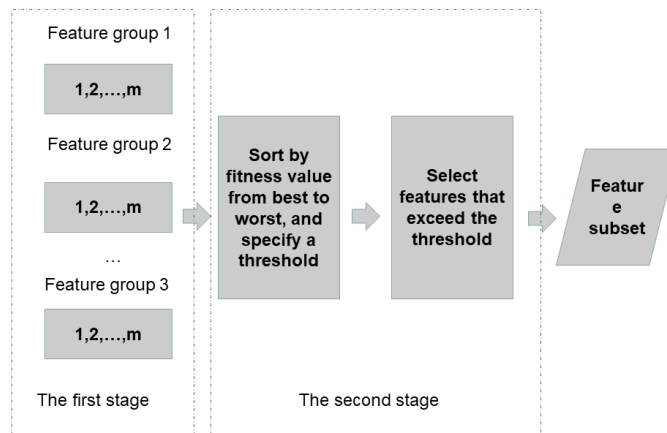 Feature group 1
1,2,…,m
Feature group 2
1,2,…,m
…
Feature group 3
1,2,…,m
The first stage
Sort by
fitness value
from best to
worst, and
specify a
threshold
Select
features that
exceed the
threshold
The second stage
Featur
e
subset